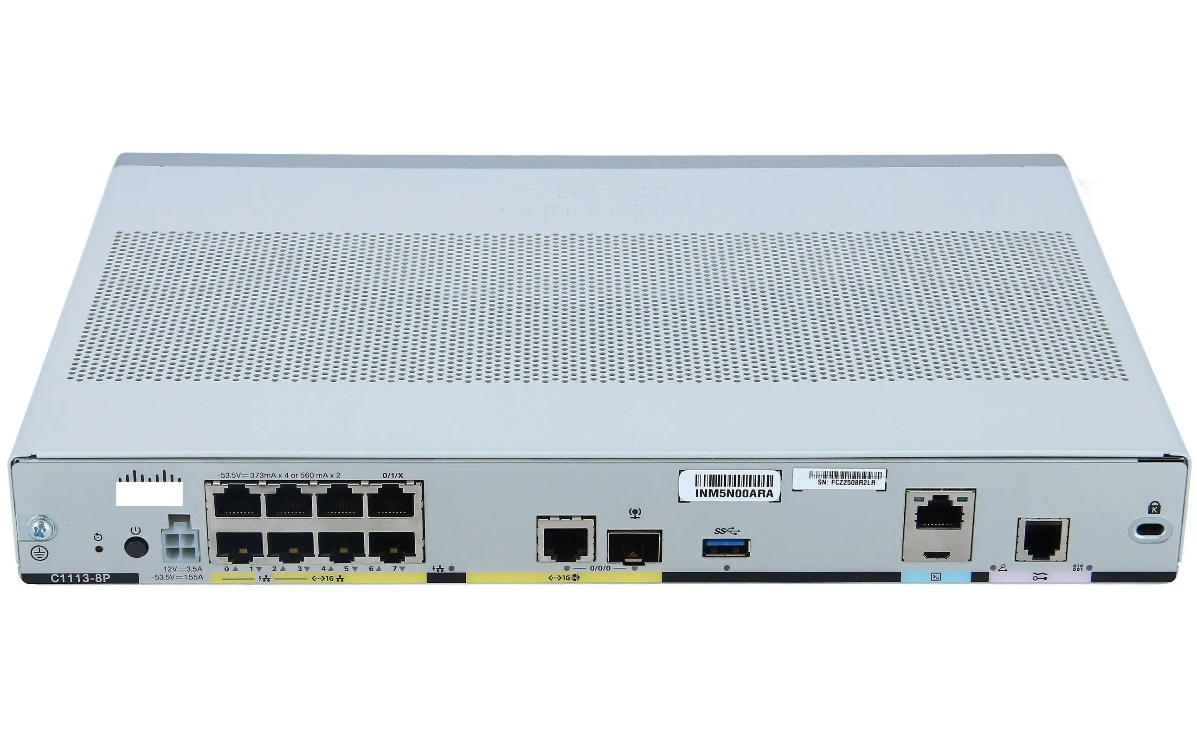 -53.5V⎓373mA x 4 or 560 mA x 2
0/1/X
INM5N00ARA
SN: FCZ2508R2LR
SS
K
12V⎓3.5A
-53.5V⎓1.55A
0▲ 1▼ 2▲ 3▼ 4▲ 5▼ 6▲ 7▼
0/0/0
C1113-8P
<··>1G
<··>1G